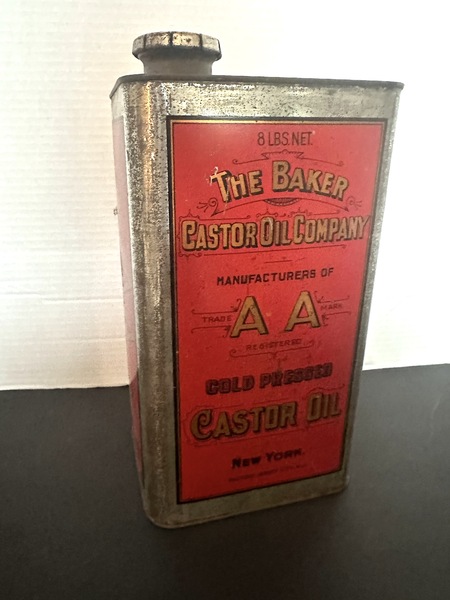 8 LBS. NET.
THE BAKER
CASTOR OIL COMPANY
MANUFACTURERS OF
TRADE A A MARK
REGISTERED
COLD PRESSED
CASTOR OIL
NEW YORK.